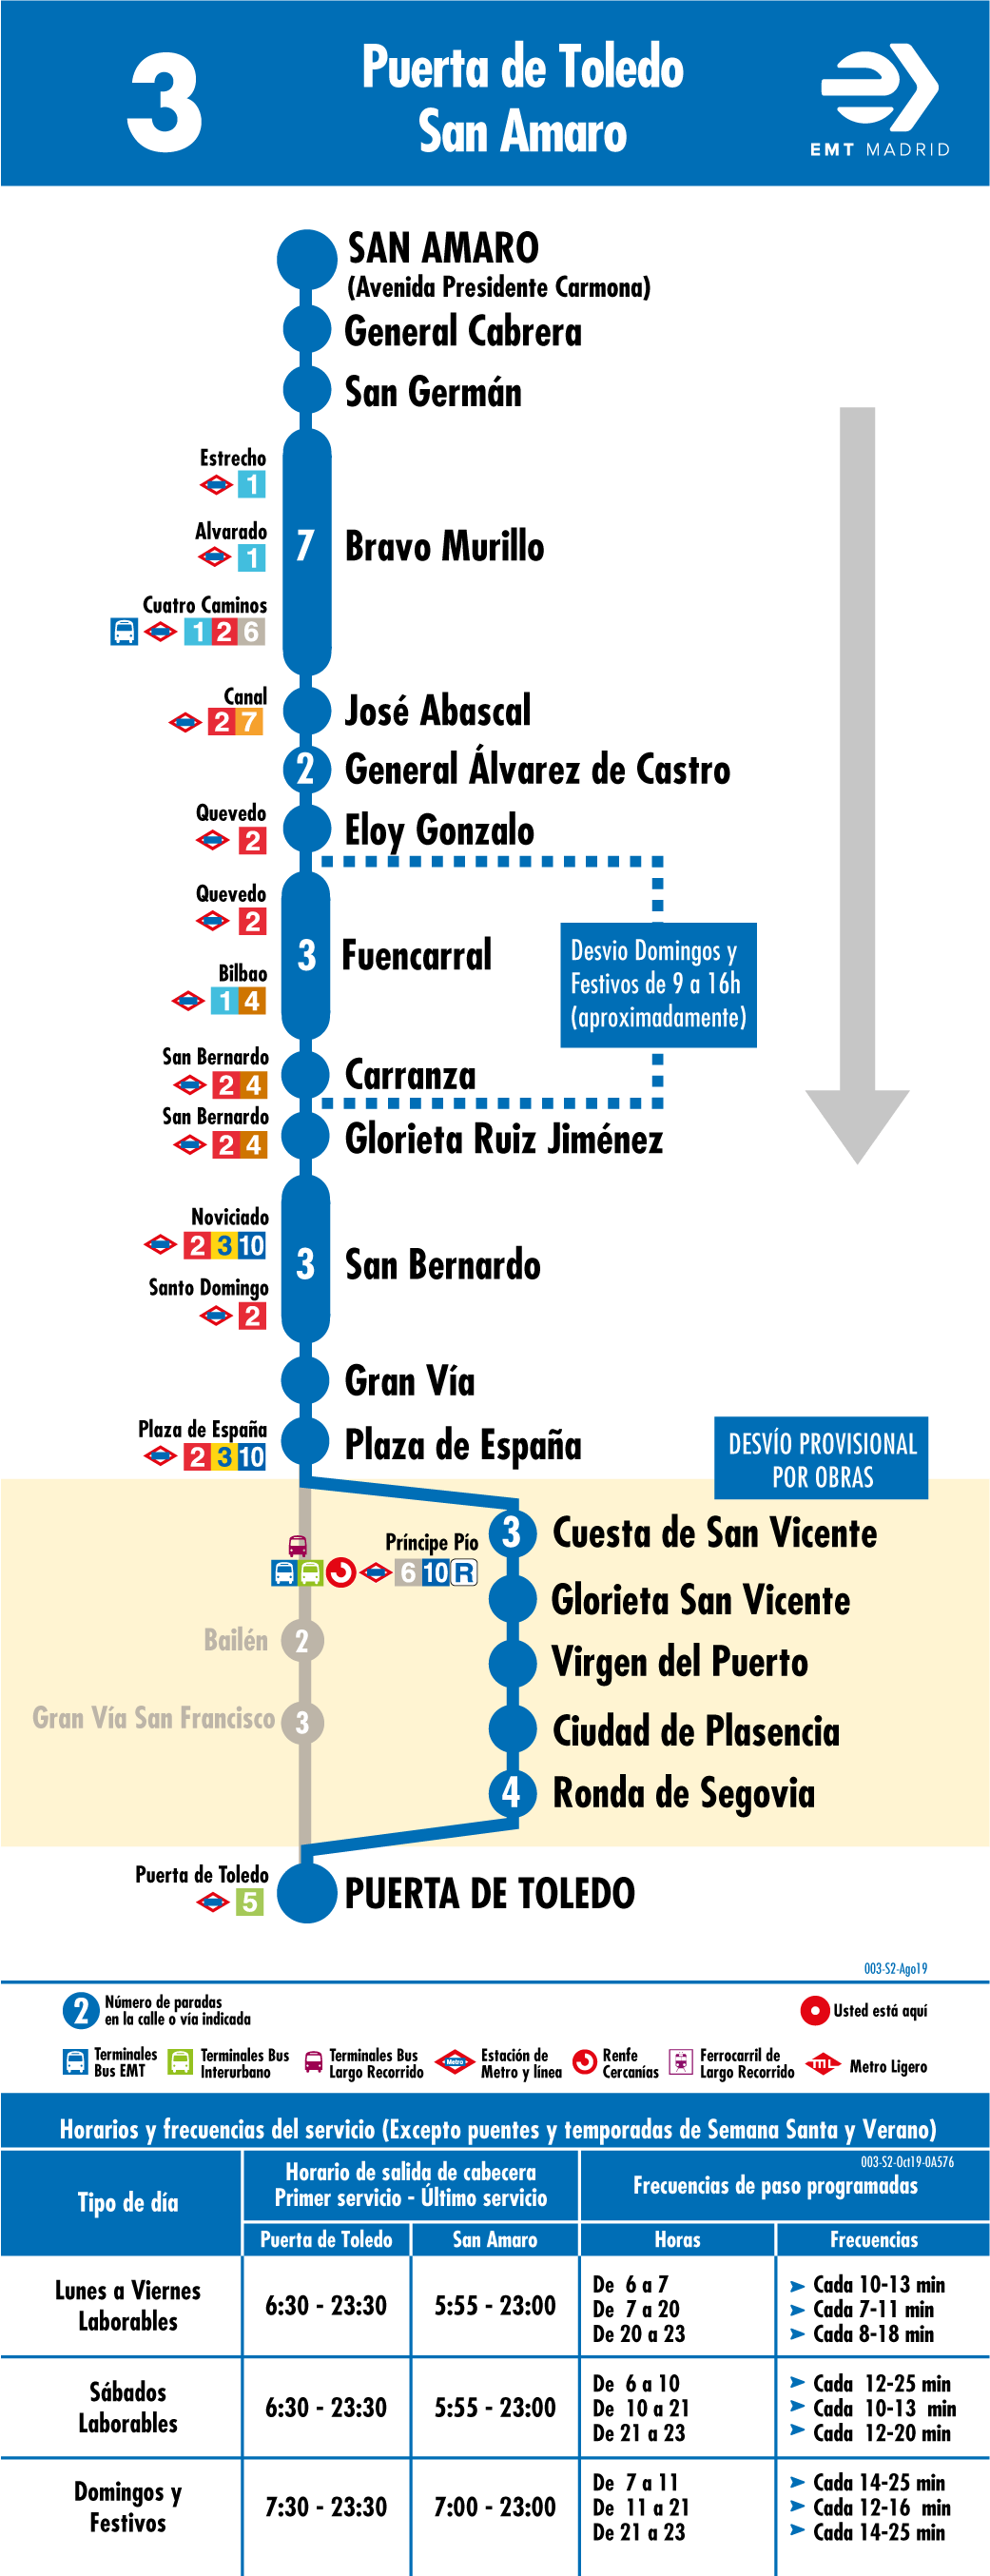 3
Puerta de Toledo
San Amaro
EMT MADRID
SAN AMARO
(Avenida Presidente Carmona)
General Cabrera
San Germán
Estrecho
1
Alvarado
1
7 Bravo Murillo
Cuatro Caminos
1 2 6
Canal
2 7
José Abascal
2 General Álvarez de Castro
Quevedo
2
Eloy Gonzalo
Quevedo
2
3 Fuencarral
Desvio Domingos y
Festivos de 9 a 16h
(aproximadamente)
Bilbao
1 4
San Bernardo
2 4
Carranza
San Bernardo
2 4
Glorieta Ruiz Jiménez
Noviciado
2 3 10
3 San Bernardo
Santo Domingo
2
Gran Vía
Plaza de España
2 3 10
Plaza de España
DESVÍO PROVISIONAL
POR OBRAS
Príncipe Pío
6 10 R
3 Cuesta de San Vicente
Glorieta San Vicente
Bailén 2
Virgen del Puerto
Gran Vía San Francisco 3
Ciudad de Plasencia
4 Ronda de Segovia
Puerta de Toledo
5
PUERTA DE TOLEDO
003-S2-Ago19
2 Número de paradas
en la calle o vía indicada
Usted está aquí
Terminales
Bus EMT
Terminales Bus
Interurbano
Terminales Bus
Largo Recorrido
Metro
Estación de
Metro y línea
Renfe
Cercanías
Ferrocarril de
Largo Recorrido
ML
Metro Ligero
Horarios y frecuencias del servicio (Excepto puentes y temporadas de Semana Santa y Verano)
003-S2-Oct19-0A576
Tipo de día
Horario de salida de cabecera
Primer servicio - Último servicio
Frecuencias de paso programadas
Puerta de Toledo San Amaro Horas Frecuencias
Lunes a Viernes
Laborables
6:30 - 23:30 5:55 - 23:00
De 6 a 7 Cada 10-13 min
De 7 a 20 Cada 7-11 min
De 20 a 23 Cada 8-18 min
Sábados
Laborables
6:30 - 23:30 5:55 - 23:00
De 6 a 10 Cada 12-25 min
De 10 a 21 Cada 10-13 min
De 21 a 23 Cada 12-20 min
Domingos y
Festivos
7:30 - 23:30 7:00 - 23:00
De 7 a 11 Cada 14-25 min
De 11 a 21 Cada 12-16 min
De 21 a 23 Cada 14-25 min